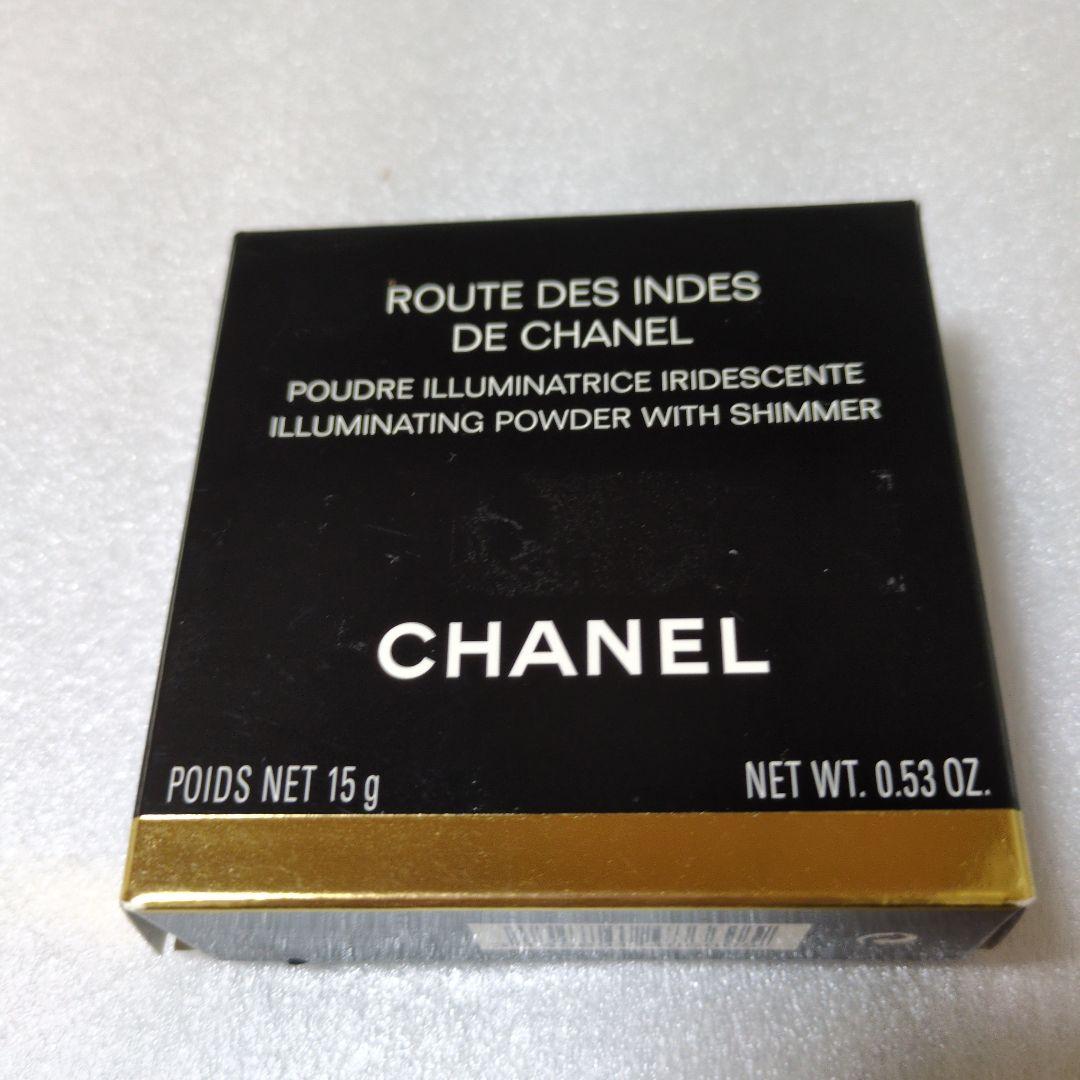 ROUTE DES INDES
DE CHANEL
POUDRE ILLUMINATRICE IRIDESCENTE
ILLUMINATING POWDER WITH SHIMMER
CHANEL
POIDS NET 15 g
NET WT. 0.53 OZ.